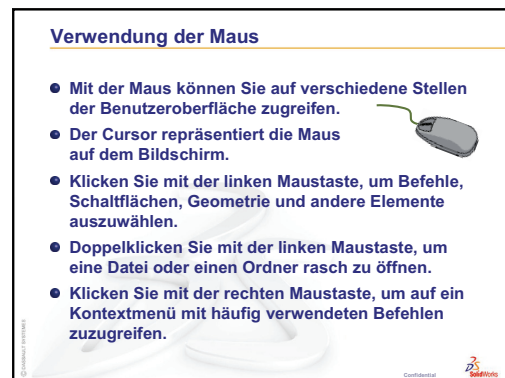 Verwendung der Maus
Mit der Maus können Sie auf verschiedene Stellen
der Benutzeroberfläche zugreifen.
Der Cursor repräsentiert die Maus
auf dem Bildschirm.
Klicken Sie mit der linken Maustaste, um Befehle,
Schaltflächen, Geometrie und andere Elemente
auszuwählen.
Doppelklicken Sie mit der linken Maustaste, um
eine Datei oder einen Ordner rasch zu öffnen.
Klicken Sie mit der rechten Maustaste, um auf ein
Kontextmenü mit häufig verwendeten Befehlen
zuzugreifen.
© DASSAULT SYSTEMES
Confidential
SolidWorks